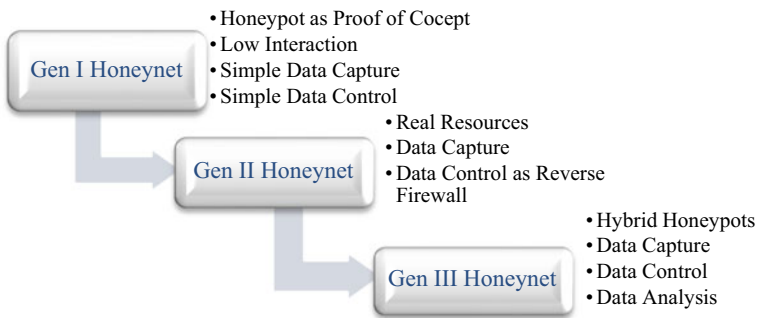 Gen I Honeynet
• Honeypot as Proof of Cocept
• Low Interaction
• Simple Data Capture
• Simple Data Control
Gen II Honeynet
• Real Resources
• Data Capture
• Data Control as Reverse
Firewall
Gen III Honeynet
• Hybrid Honeypots
• Data Capture
• Data Control
• Data Analysis